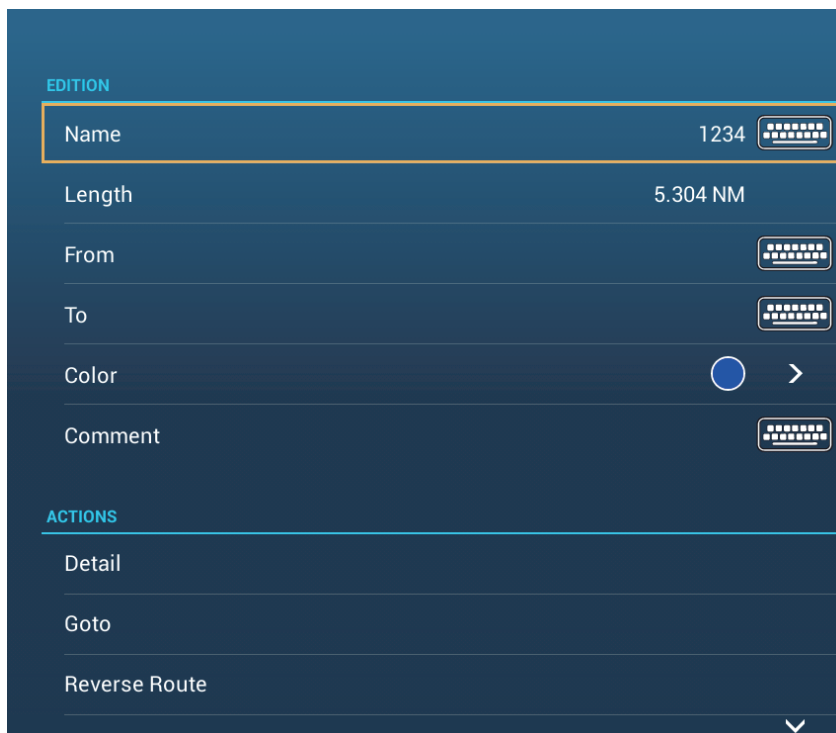 EDITION
Name 1234
Length 5.304 NM
From
To
Color
Comment
ACTIONS
Detail
Goto
Reverse Route